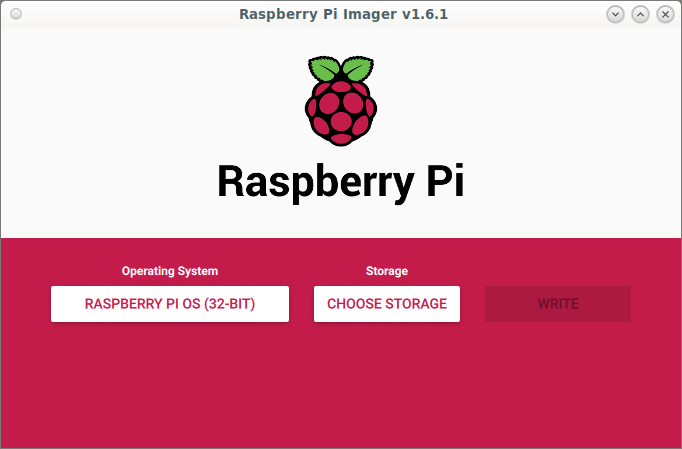 Raspberry Pi Imager v1.6.1
Raspberry Pi
Operating System
Storage
RASPBERRY PI OS (32-BIT)
CHOOSE STORAGE
WRITE